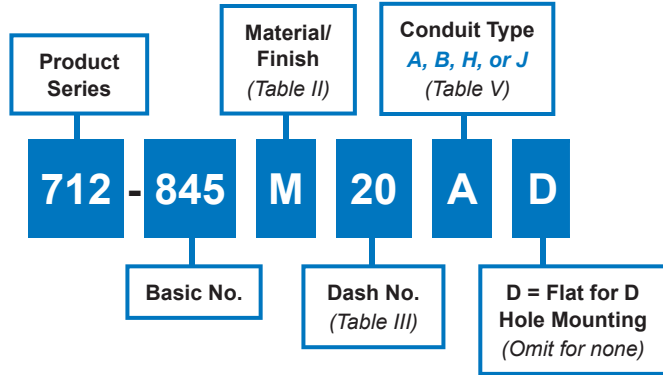 Product
Series
Material/
Finish
(Table II)
Conduit Type
A, B, H, or J
(Table V)
712 - 845 M 20 A D
Basic No.
Dash No.
(Table III)
D = Flat for D
Hole Mounting
(Omit for none)